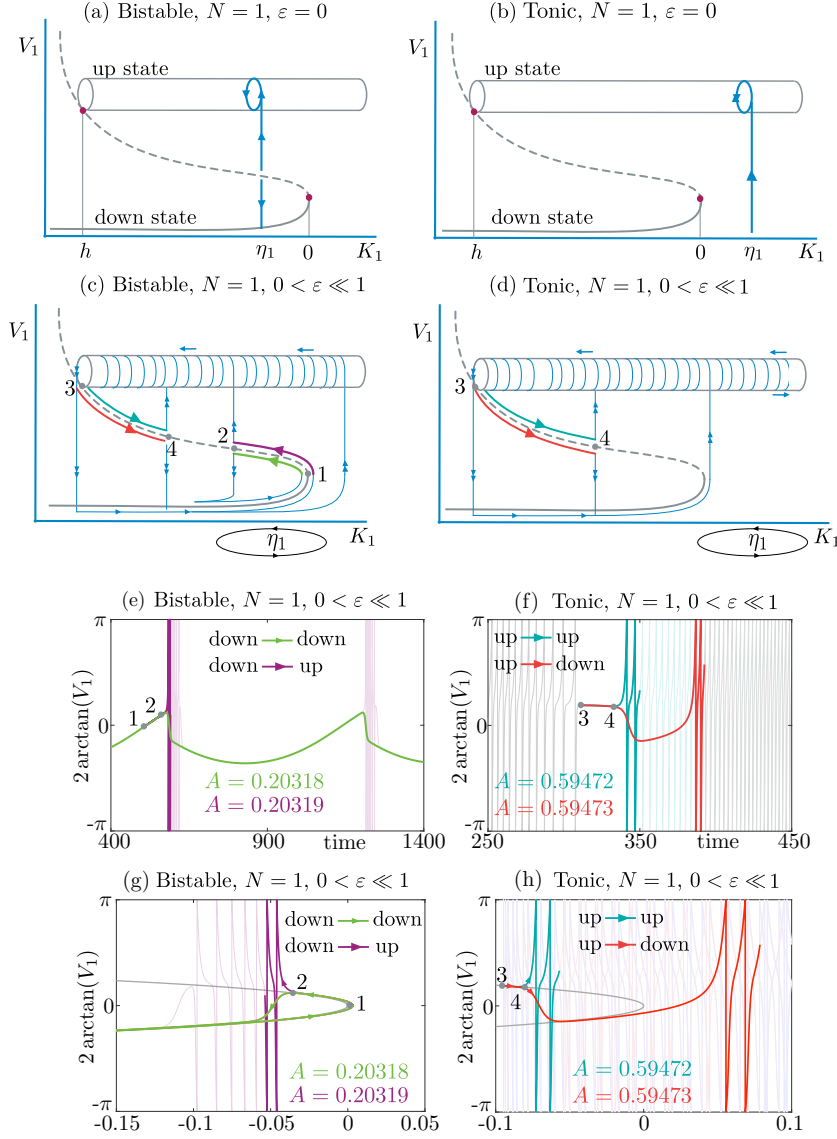 (a) Bistable, N = 1, ε = 0
(b) Tonic, N = 1, ε = 0
V₁
up state
down state
h
η₁
0
K₁
V₁
up state
down state
h
0
η₁
K₁
(c) Bistable, N = 1, 0 < ε ≪ 1
(d) Tonic, N = 1, 0 < ε ≪ 1
V₁
3
4
2
1
η₁
K₁
V₁
3
4
η₁
K₁
(e) Bistable, N = 1, 0 < ε ≪ 1
(f) Tonic, N = 1, 0 < ε ≪ 1
2 arctan(V₁)
π
0
-π
down down
down up
1
2
A = 0.20318
A = 0.20319
400
900
time
1400
2 arctan(V₁)
π
0
-π
up up
up down
3
4
A = 0.59472
A = 0.59473
250
350
time
450
(g) Bistable, N = 1, 0 < ε ≪ 1
(h) Tonic, N = 1, 0 < ε ≪ 1
2 arctan(V₁)
π
0
-π
down down
down up
2
1
A = 0.20318
A = 0.20319
-0.15
-0.1
-0.05
0
0.05
2 arctan(V₁)
π
0
-π
up up
up down
3
4
A = 0.59472
A = 0.59473
-0.1
0
0.1